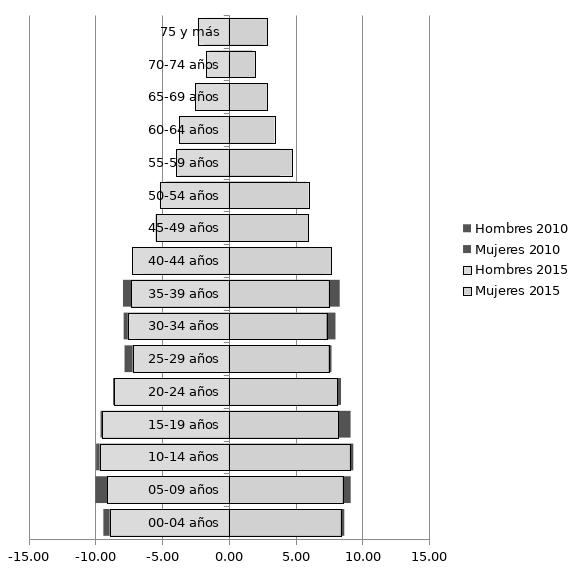 75 y más
70-74 años
65-69 años
60-64 años
55-59 años
50-54 años
45-49 años
40-44 años
35-39 años
30-34 años
25-29 años
20-24 años
15-19 años
10-14 años
05-09 años
00-04 años
-15.00 -10.00 -5.00 0.00 5.00 10.00 15.00
Hombres 2010
Mujeres 2010
Hombres 2015
Mujeres 2015